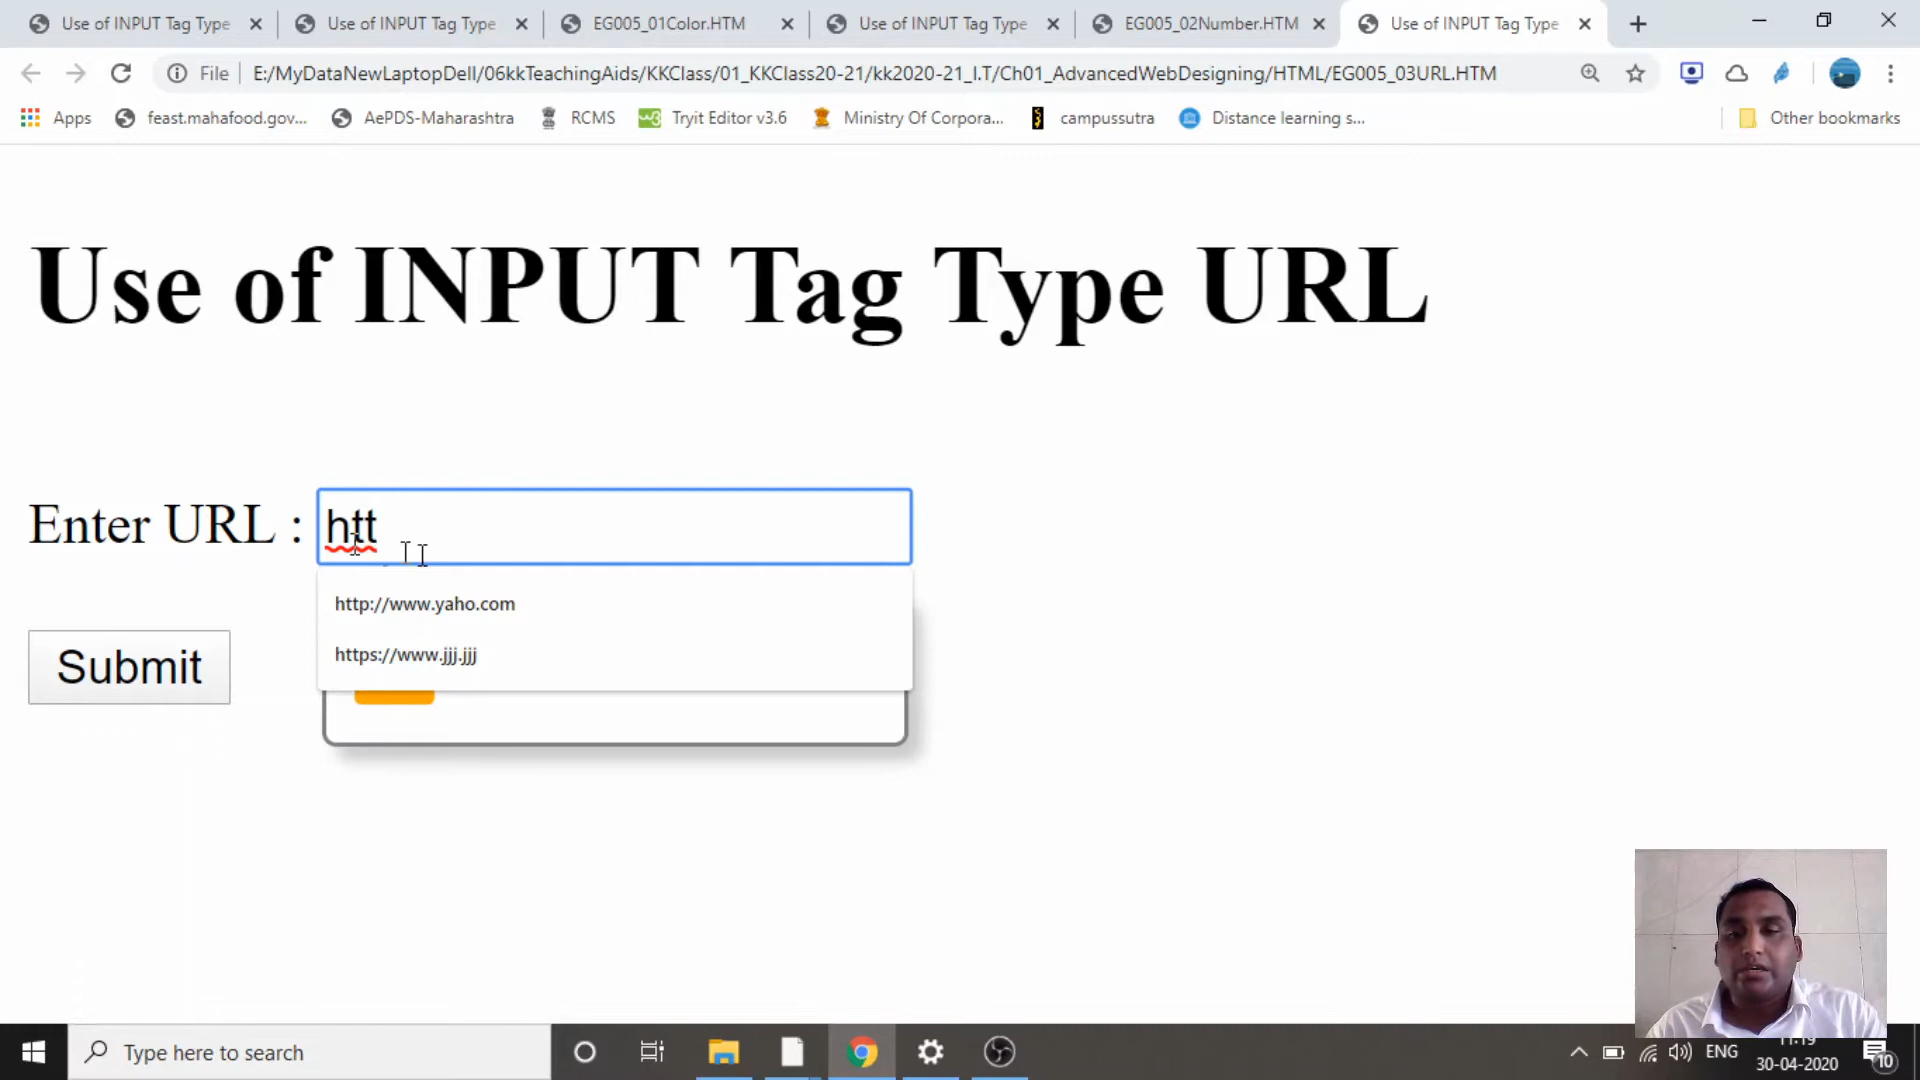 Use of INPUT Tag Type
Use of INPUT Tag Type
EG005_01Color.HTM
Use of INPUT Tag Type
EG005_02Number.HTM
Use of INPUT Tag Type
File E:/MyDataNewLaptopDell/06kkTeachingAids/KKClass/01_KKClass20-21/kk2020-21_I.T/Ch01_AdvancedWebDesigning/HTML/EG005_03URL.HTM
Apps feast.mahafood.gov... AePDS-Maharashtra RCMS Tryit Editor v3.6 Ministry Of Corpora... campussutra Distance learning s... Other bookmarks
Use of INPUT Tag Type URL
Enter URL : htt
http://www.yaho.com
https://www.jjj.jjj
Submit
Type here to search
ENG
11:19
30-04-2020
10